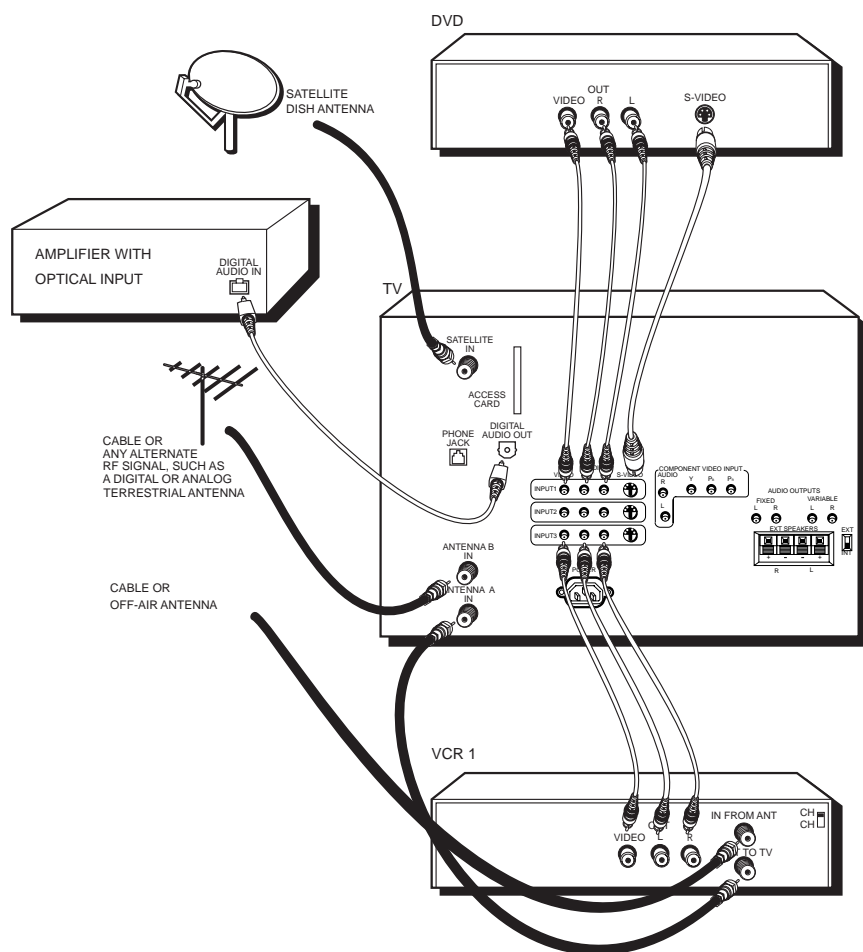 DVD
SATELLITE
DISH ANTENNA
OUT
VIDEO R L
S-VIDEO
AMPLIFIER WITH
OPTICAL INPUT
DIGITAL
AUDIO IN
TV
SATELLITE
IN
ACCESS
CARD
PHONE
JACK
DIGITAL
AUDIO OUT
S-VIDEO
INPUT1
INPUT2
INPUT3
COMPONENT VIDEO INPUT
AUDIO
R
L
Y
AUDIO OUTPUTS
FIXED VARIABLE
L R L R
EXT SPEAKERS
+ - - +
R L
EXT
INT
CABLE OR
ANY ALTERNATE
RF SIGNAL, SUCH AS
A DIGITAL OR ANALOG
TERRESTRIAL ANTENNA
ANTENNA B
IN
ANTENNA A
IN
CABLE OR
OFF-AIR ANTENNA
VCR 1
VIDEO L R
IN FROM ANT
TO TV
CH
CH